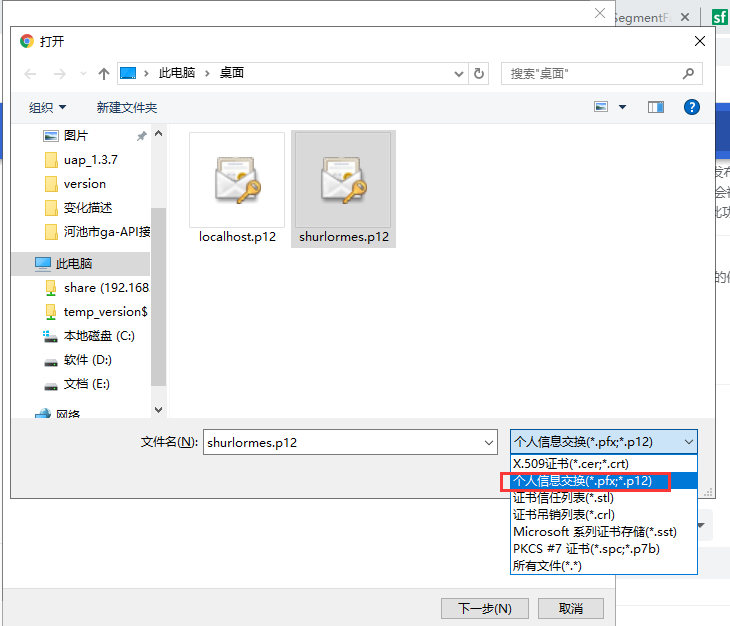 SegmentFa
sf
打开
此电脑
桌面
搜索"桌面"
组织
新建文件夹
图片
uap_1.3.7
version
变化描述
河池市ga-API接
此电脑
share (192.168
temp_version$
本地磁盘 (C:)
软件 (D:)
文档 (E:)
网络
localhost.p12
shurlormes.p12
文件名(N):
shurlormes.p12
个人信息交换(*.pfx;*.p12)
X.509证书(*.cer;*.crt)
个人信息交换(*.pfx;*.p12)
证书信任列表(*.stl)
证书吊销列表(*.crl)
Microsoft 系列证书存储(*.sst)
PKCS #7 证书(*.spc;*.p7b)
所有文件(*.*)
下一步(N)
取消